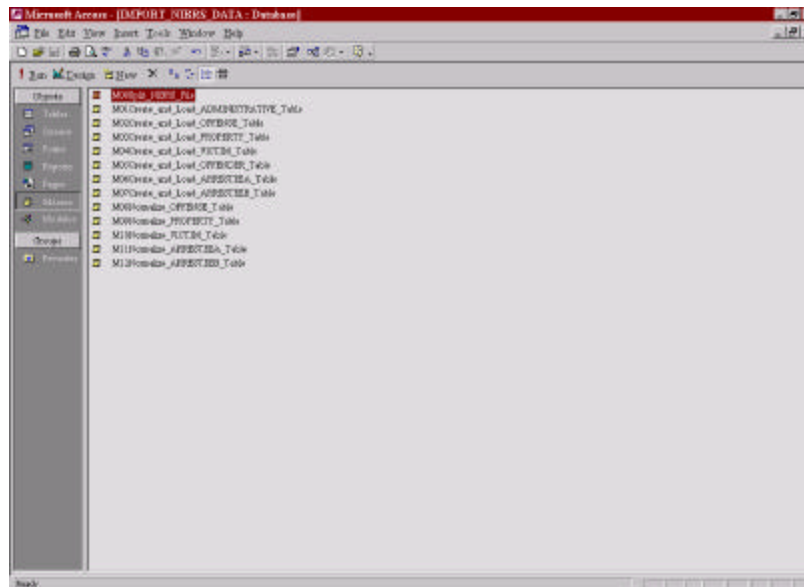 Microsoft Access - [IMPORT_NIBRS_DATA : Database]
File Edit View Insert Tools Window Help
Run Design New
Objects
Tables
Queries
Forms
Reports
Pages
Macros
Modules
Groups
Favorites
M00Split_NIBRS_File
M01Create_and_Load_ADMINISTRATIVE_Table
M02Create_and_Load_OFFENSE_Table
M03Create_and_Load_PROPERTY_Table
M04Create_and_Load_VICTIM_Table
M05Create_and_Load_OFFENDER_Table
M06Create_and_Load_ARRESTEEA_Table
M07Create_and_Load_ARRESTEEB_Table
M08Normalize_OFFENSE_Table
M09Normalize_PROPERTY_Table
M10Normalize_VICTIM_Table
M11Normalize_ARRESTEEA_Table
M12Normalize_ARRESTEEB_Table
Ready